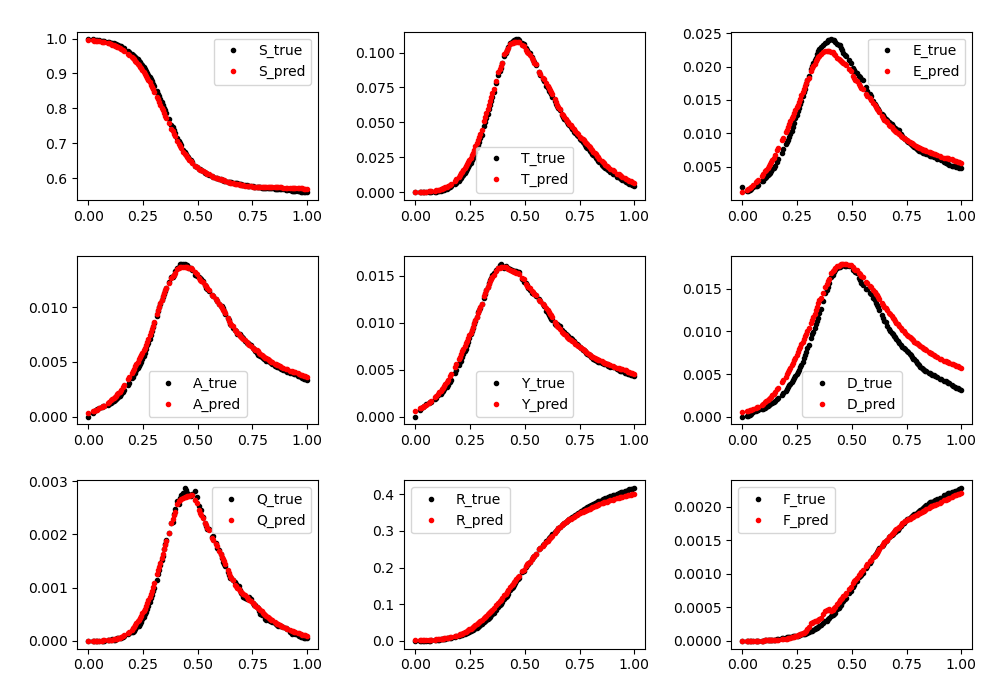 1.0
0.9
0.8
0.7
0.6
0.00 0.25 0.50 0.75 1.00
S_true
S_pred
0.100
0.075
0.050
0.025
0.000
0.00 0.25 0.50 0.75 1.00
T_true
T_pred
0.025
0.020
0.015
0.010
0.005
0.00 0.25 0.50 0.75 1.00
E_true
E_pred
0.010
0.005
0.000
0.00 0.25 0.50 0.75 1.00
A_true
A_pred
0.015
0.010
0.005
0.000
0.00 0.25 0.50 0.75 1.00
Y_true
Y_pred
0.015
0.010
0.005
0.000
0.00 0.25 0.50 0.75 1.00
D_true
D_pred
0.003
0.002
0.001
0.000
0.00 0.25 0.50 0.75 1.00
Q_true
Q_pred
0.4
0.3
0.2
0.1
0.0
0.00 0.25 0.50 0.75 1.00
R_true
R_pred
0.0020
0.0015
0.0010
0.0005
0.0000
0.00 0.25 0.50 0.75 1.00
F_true
F_pred